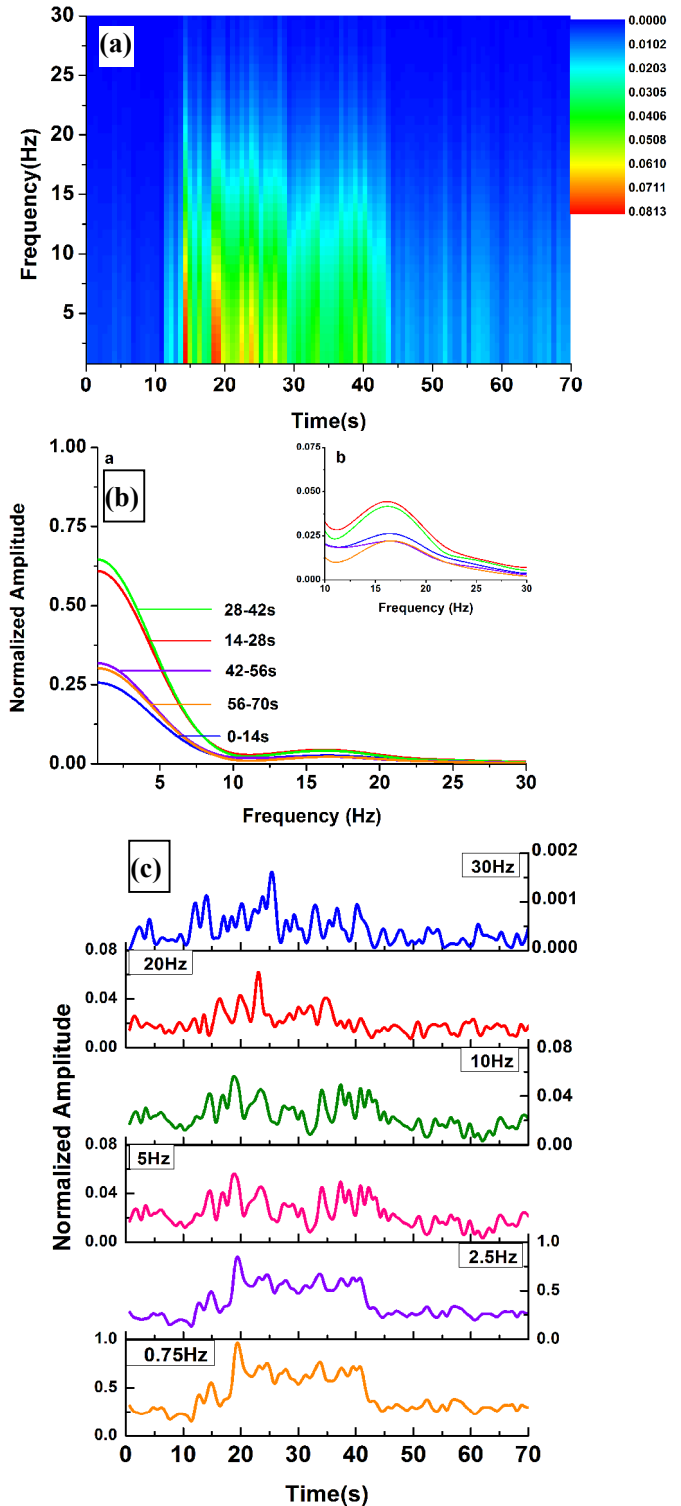 (a)
30
25
20
15
10
5
0 10 20 30 40 50 60 70
Frequency(Hz)
Time(s)
0.0000
0.0102
0.0203
0.0305
0.0406
0.0508
0.0610
0.0711
0.0813
a
(b)
1.00
0.75
0.50
0.25
0.00
5 10 15 20 25 30
Normalized Amplitude
Frequency (Hz)
28-42s
14-28s
42-56s
56-70s
0-14s
b
0.075
0.050
0.025
0.000
10 15 20 25 30
Frequency (Hz)
(c)
30Hz
0.002
0.001
0.000
0.08
20Hz
0.04
0.00
10Hz
0.08
0.04
0.00
0.08
5Hz
0.04
0.00
2.5Hz
1.0
0.5
0.0
1.0
0.75Hz
0.5
0.0
0 10 20 30 40 50 60 70
Normalized Amplitude
Time(s)